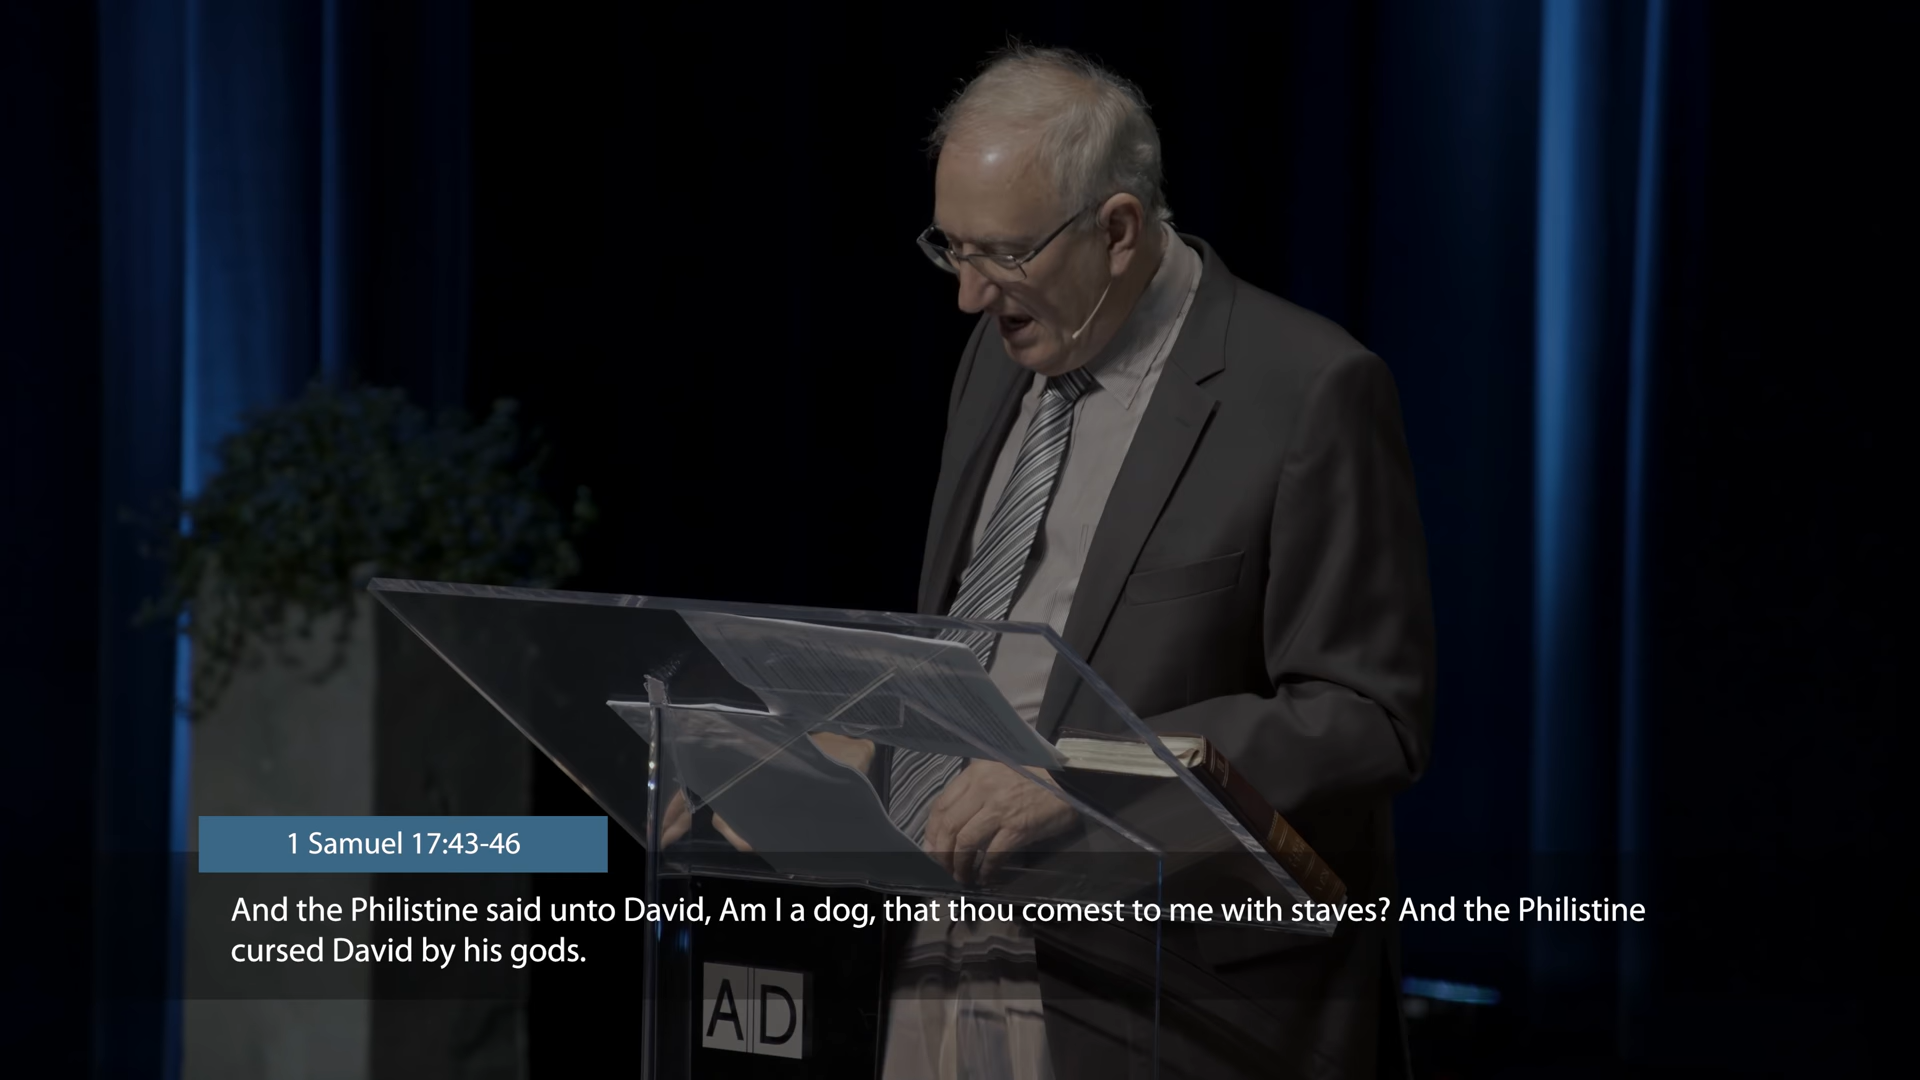 1 Samuel 17:43-46
And the Philistine said unto David, Am I a dog, that thou comest to me with staves? And the Philistine
cursed David by his gods.
AD